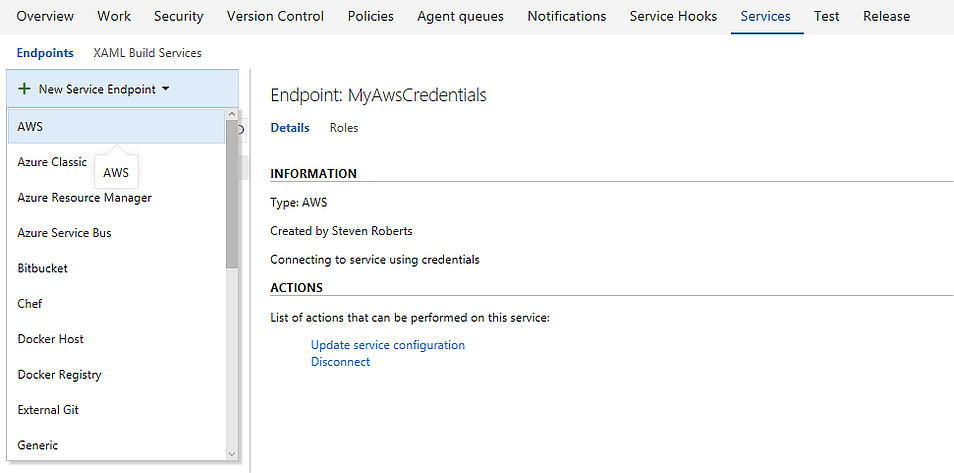 Overview Work Security Version Control Policies Agent queues Notifications Service Hooks Services Test Release
Endpoints XAML Build Services
+ New Service Endpoint
AWS
Azure Classic
AWS
Azure Resource Manager
Azure Service Bus
Bitbucket
Chef
Docker Host
Docker Registry
External Git
Generic
Endpoint: MyAwsCredentials
Details Roles
INFORMATION
Type: AWS
Created by Steven Roberts
Connecting to service using credentials
ACTIONS
List of actions that can be performed on this service:
Update service configuration
Disconnect